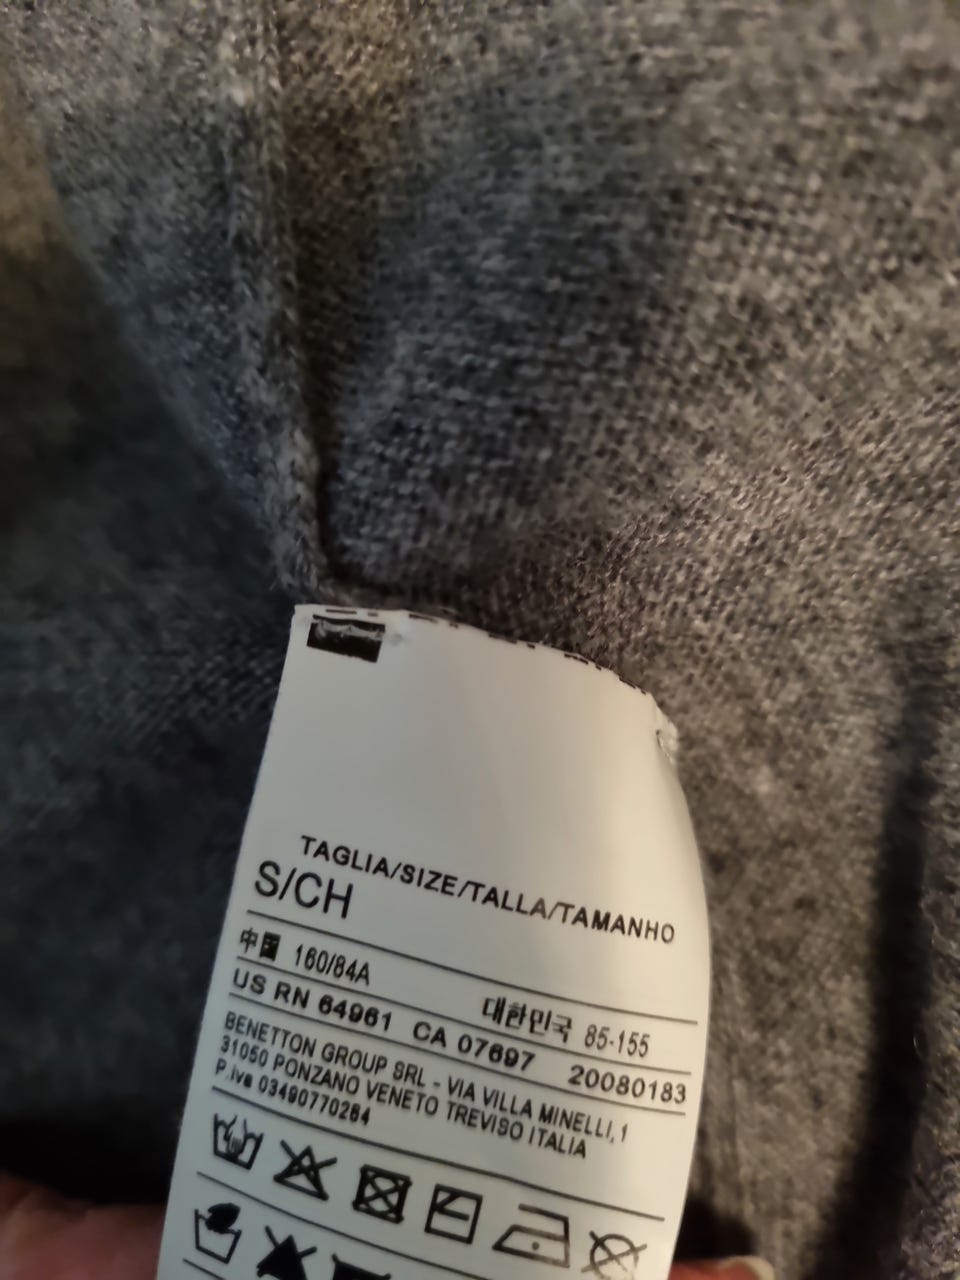 TAGLIA/SIZE/TALLA/TAMANHO
S/CH
中国 160/84A 대한민국 85-155
US RN 64961 CA 07697 20080183
BENETTON GROUP SRL - VIA VILLA MINELLI,1
31050 PONZANO VENETO TREVISO ITALIA
P.Iva 03490770264